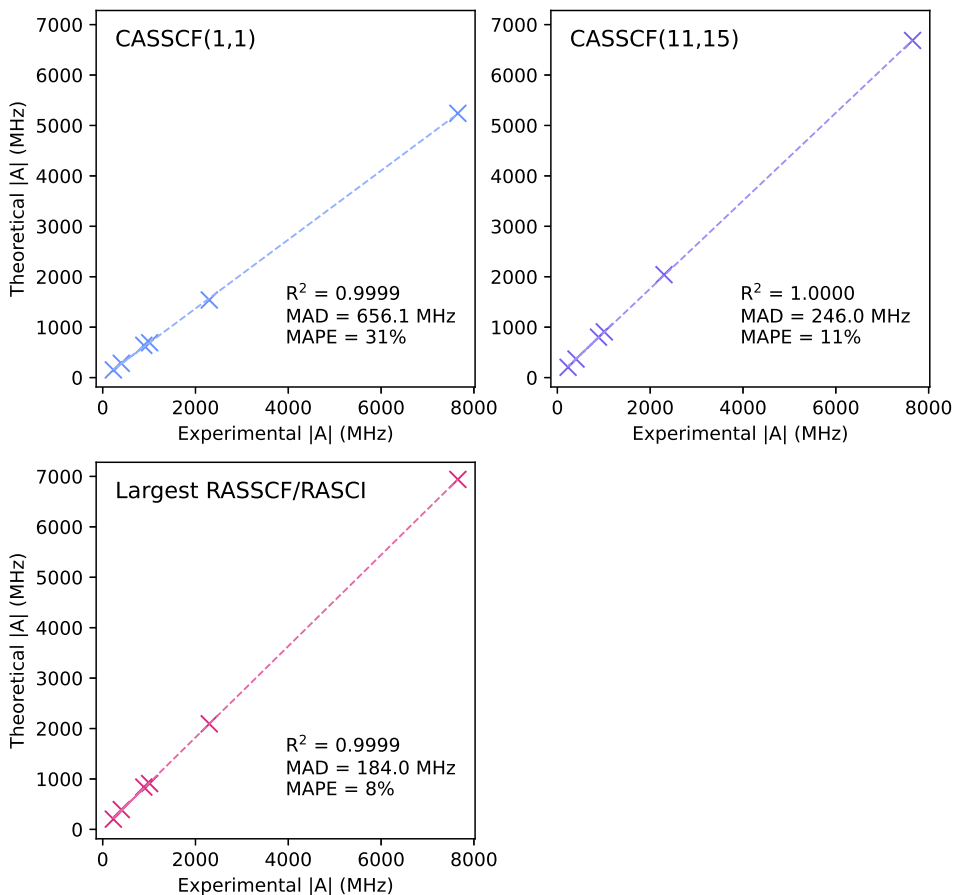 CASSCF(1,1)
7000
6000
5000
4000
3000
2000
1000
0
Theoretical |A| (MHz)
R² = 0.9999
MAD = 656.1 MHz
MAPE = 31%
0 2000 4000 6000 8000
Experimental |A| (MHz)
CASSCF(11,15)
7000
6000
5000
4000
3000
2000
1000
0
R² = 1.0000
MAD = 246.0 MHz
MAPE = 11%
0 2000 4000 6000 8000
Experimental |A| (MHz)
Largest RASSCF/RASCI
7000
6000
5000
4000
3000
2000
1000
0
Theoretical |A| (MHz)
R² = 0.9999
MAD = 184.0 MHz
MAPE = 8%
0 2000 4000 6000 8000
Experimental |A| (MHz)